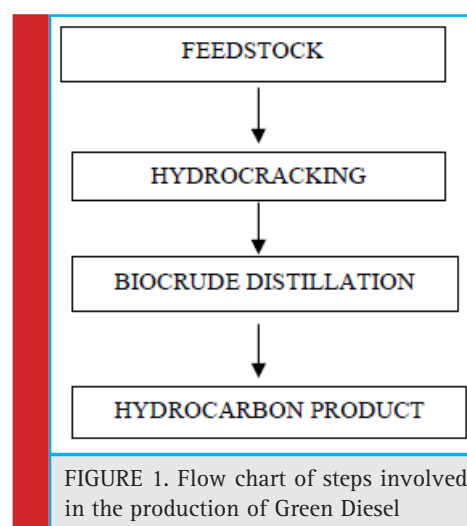 FEEDSTOCK
HYDROCRACKING
BIOCRUDE DISTILLATION
HYDROCARBON PRODUCT
FIGURE 1. Flow chart of steps involved
in the production of Green Diesel